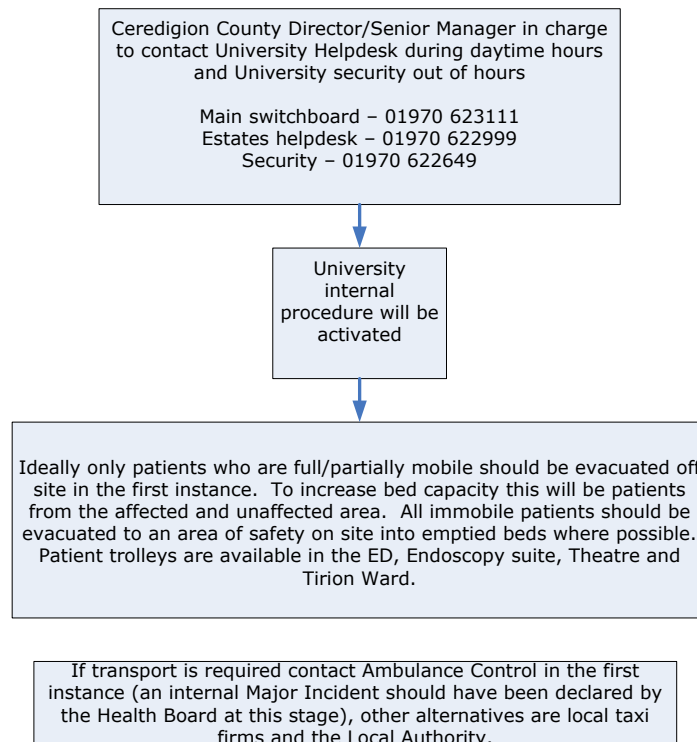 Ceredigion County Director/Senior Manager in charge
to contact University Helpdesk during daytime hours
and University security out of hours
Main switchboard – 01970 623111
Estates helpdesk – 01970 622999
Security – 01970 622649
University
internal
procedure will be
activated
Ideally only patients who are full/partially mobile should be evacuated off
site in the first instance.  To increase bed capacity this will be patients
from the affected and unaffected area.  All immobile patients should be
evacuated to an area of safety on site into emptied beds where possible.
Patient trolleys are available in the ED, Endoscopy suite, Theatre and
Tirion Ward.
If transport is required contact Ambulance Control in the first
instance (an internal Major Incident should have been declared by
the Health Board at this stage), other alternatives are local taxi
firms and the Local Authority.